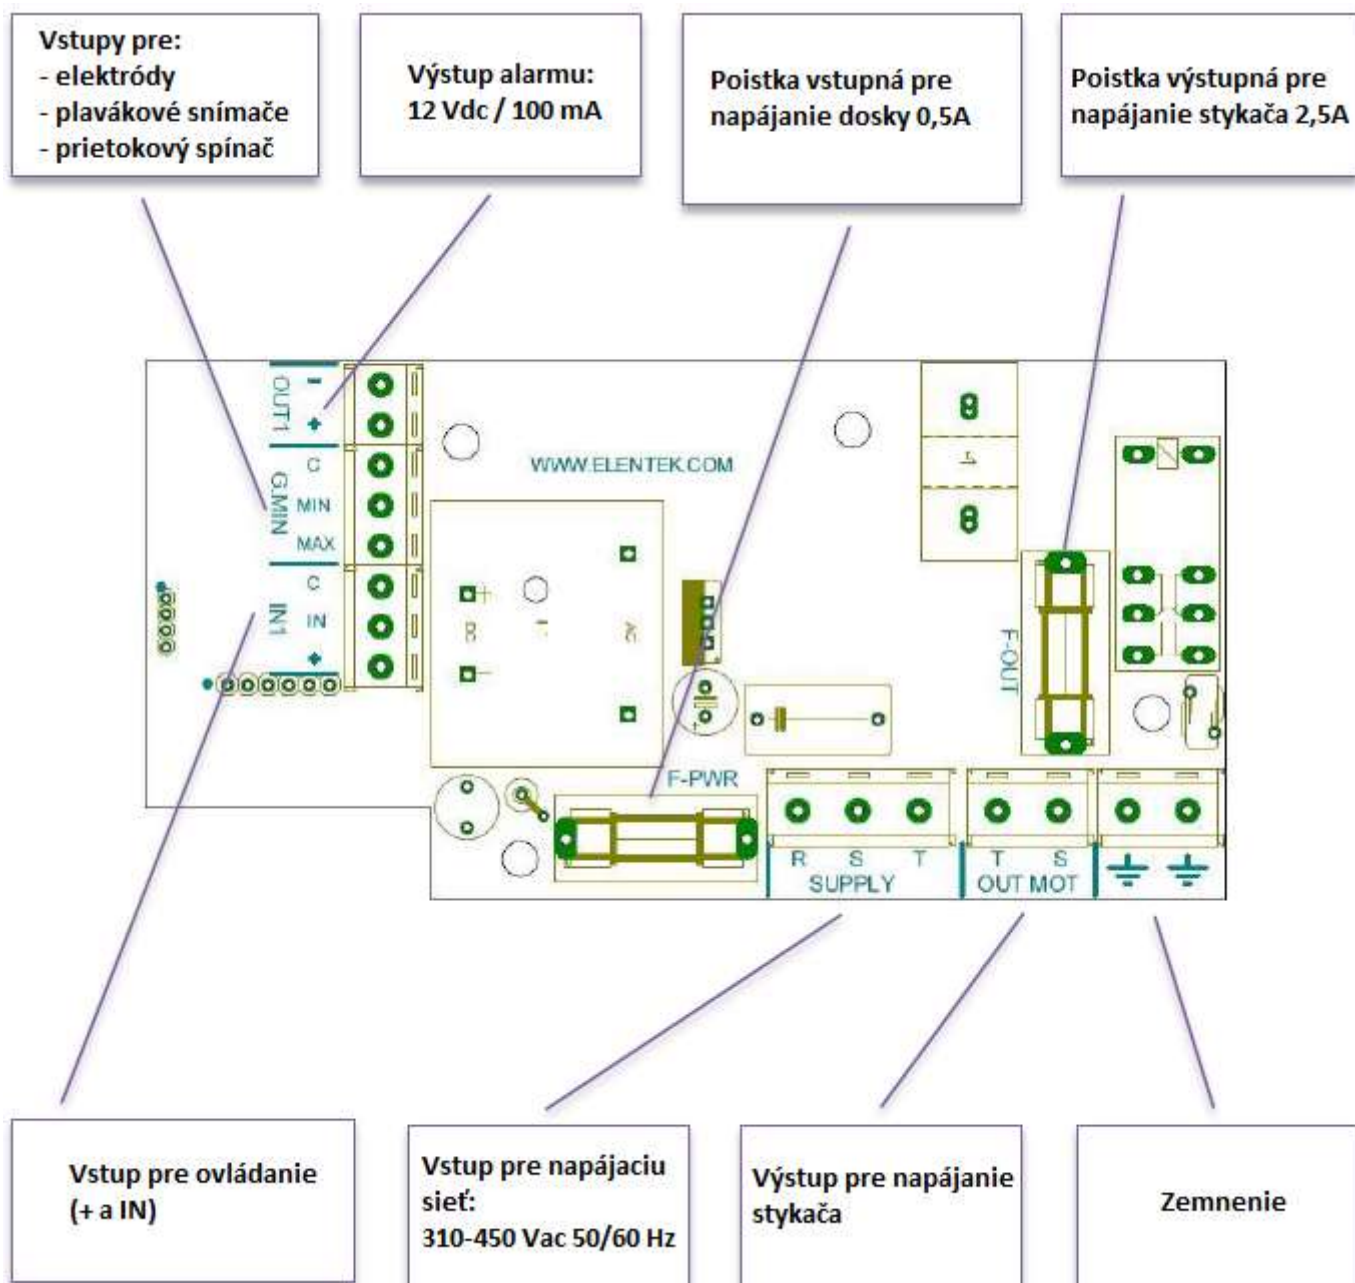 Vstupy pre:
- elektródy
- plavákové snímače
- prietokový spínač
Výstup alarmu:
12 Vdc / 100 mA
Poistka vstupná pre
napájanie dosky 0,5A
Poistka výstupná pre
napájanie stykača 2,5A
OUT1
-
+
G.MIN
C
MIN
MAX
IN1
C
IN
+
WWW.ELENTEK.COM
DC
AC
F-OUT
F-PWR
R S T
SUPPLY
T S
OUT MOT
Vstup pre ovládanie
(+ a IN)
Vstup pre napájaciu
sieť:
310-450 Vac 50/60 Hz
Výstup pre napájanie
stykača
Zemnenie